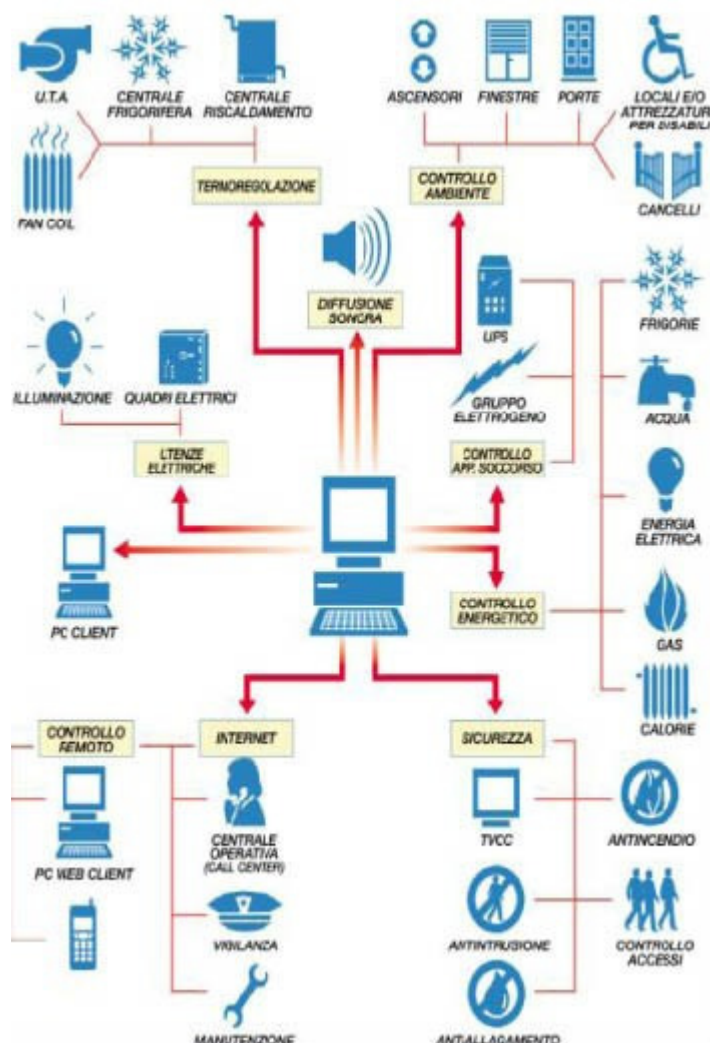 U.T.A
CENTRALE
FRIGORIFERA
CENTRALE
RISCALDAMENTO
ASCENSORI
FINESTRE
PORTE
LOCALI E/O
ATTREZZATURE
PER DISABILI
FAN COIL
TERMOREGOLAZIONE
CONTROLLO
AMBIENTE
CANCELLI
DIFFUSIONE
SONORA
UPS
FRIGORIE
ILLUMINAZIONE
QUADRI ELETTRICI
GRUPPO
ELETTROGENO
ACQUA
UTENZE
ELETTRICHE
CONTROLLO
APP. SOCCORSO
ENERGIA
ELETTRICA
PC CLIENT
CONTROLLO
ENERGETICO
GAS
CALORIE
CONTROLLO
REMOTO
INTERNET
SICUREZZA
PC WEB CLIENT
CENTRALE
OPERATIVA
(CALL CENTER)
TVCC
ANTINCENDIO
VIGILANZA
ANTINTRUSIONE
CONTROLLO
ACCESSI
MANUTENZIONE
ANTIALLAGAMENTO